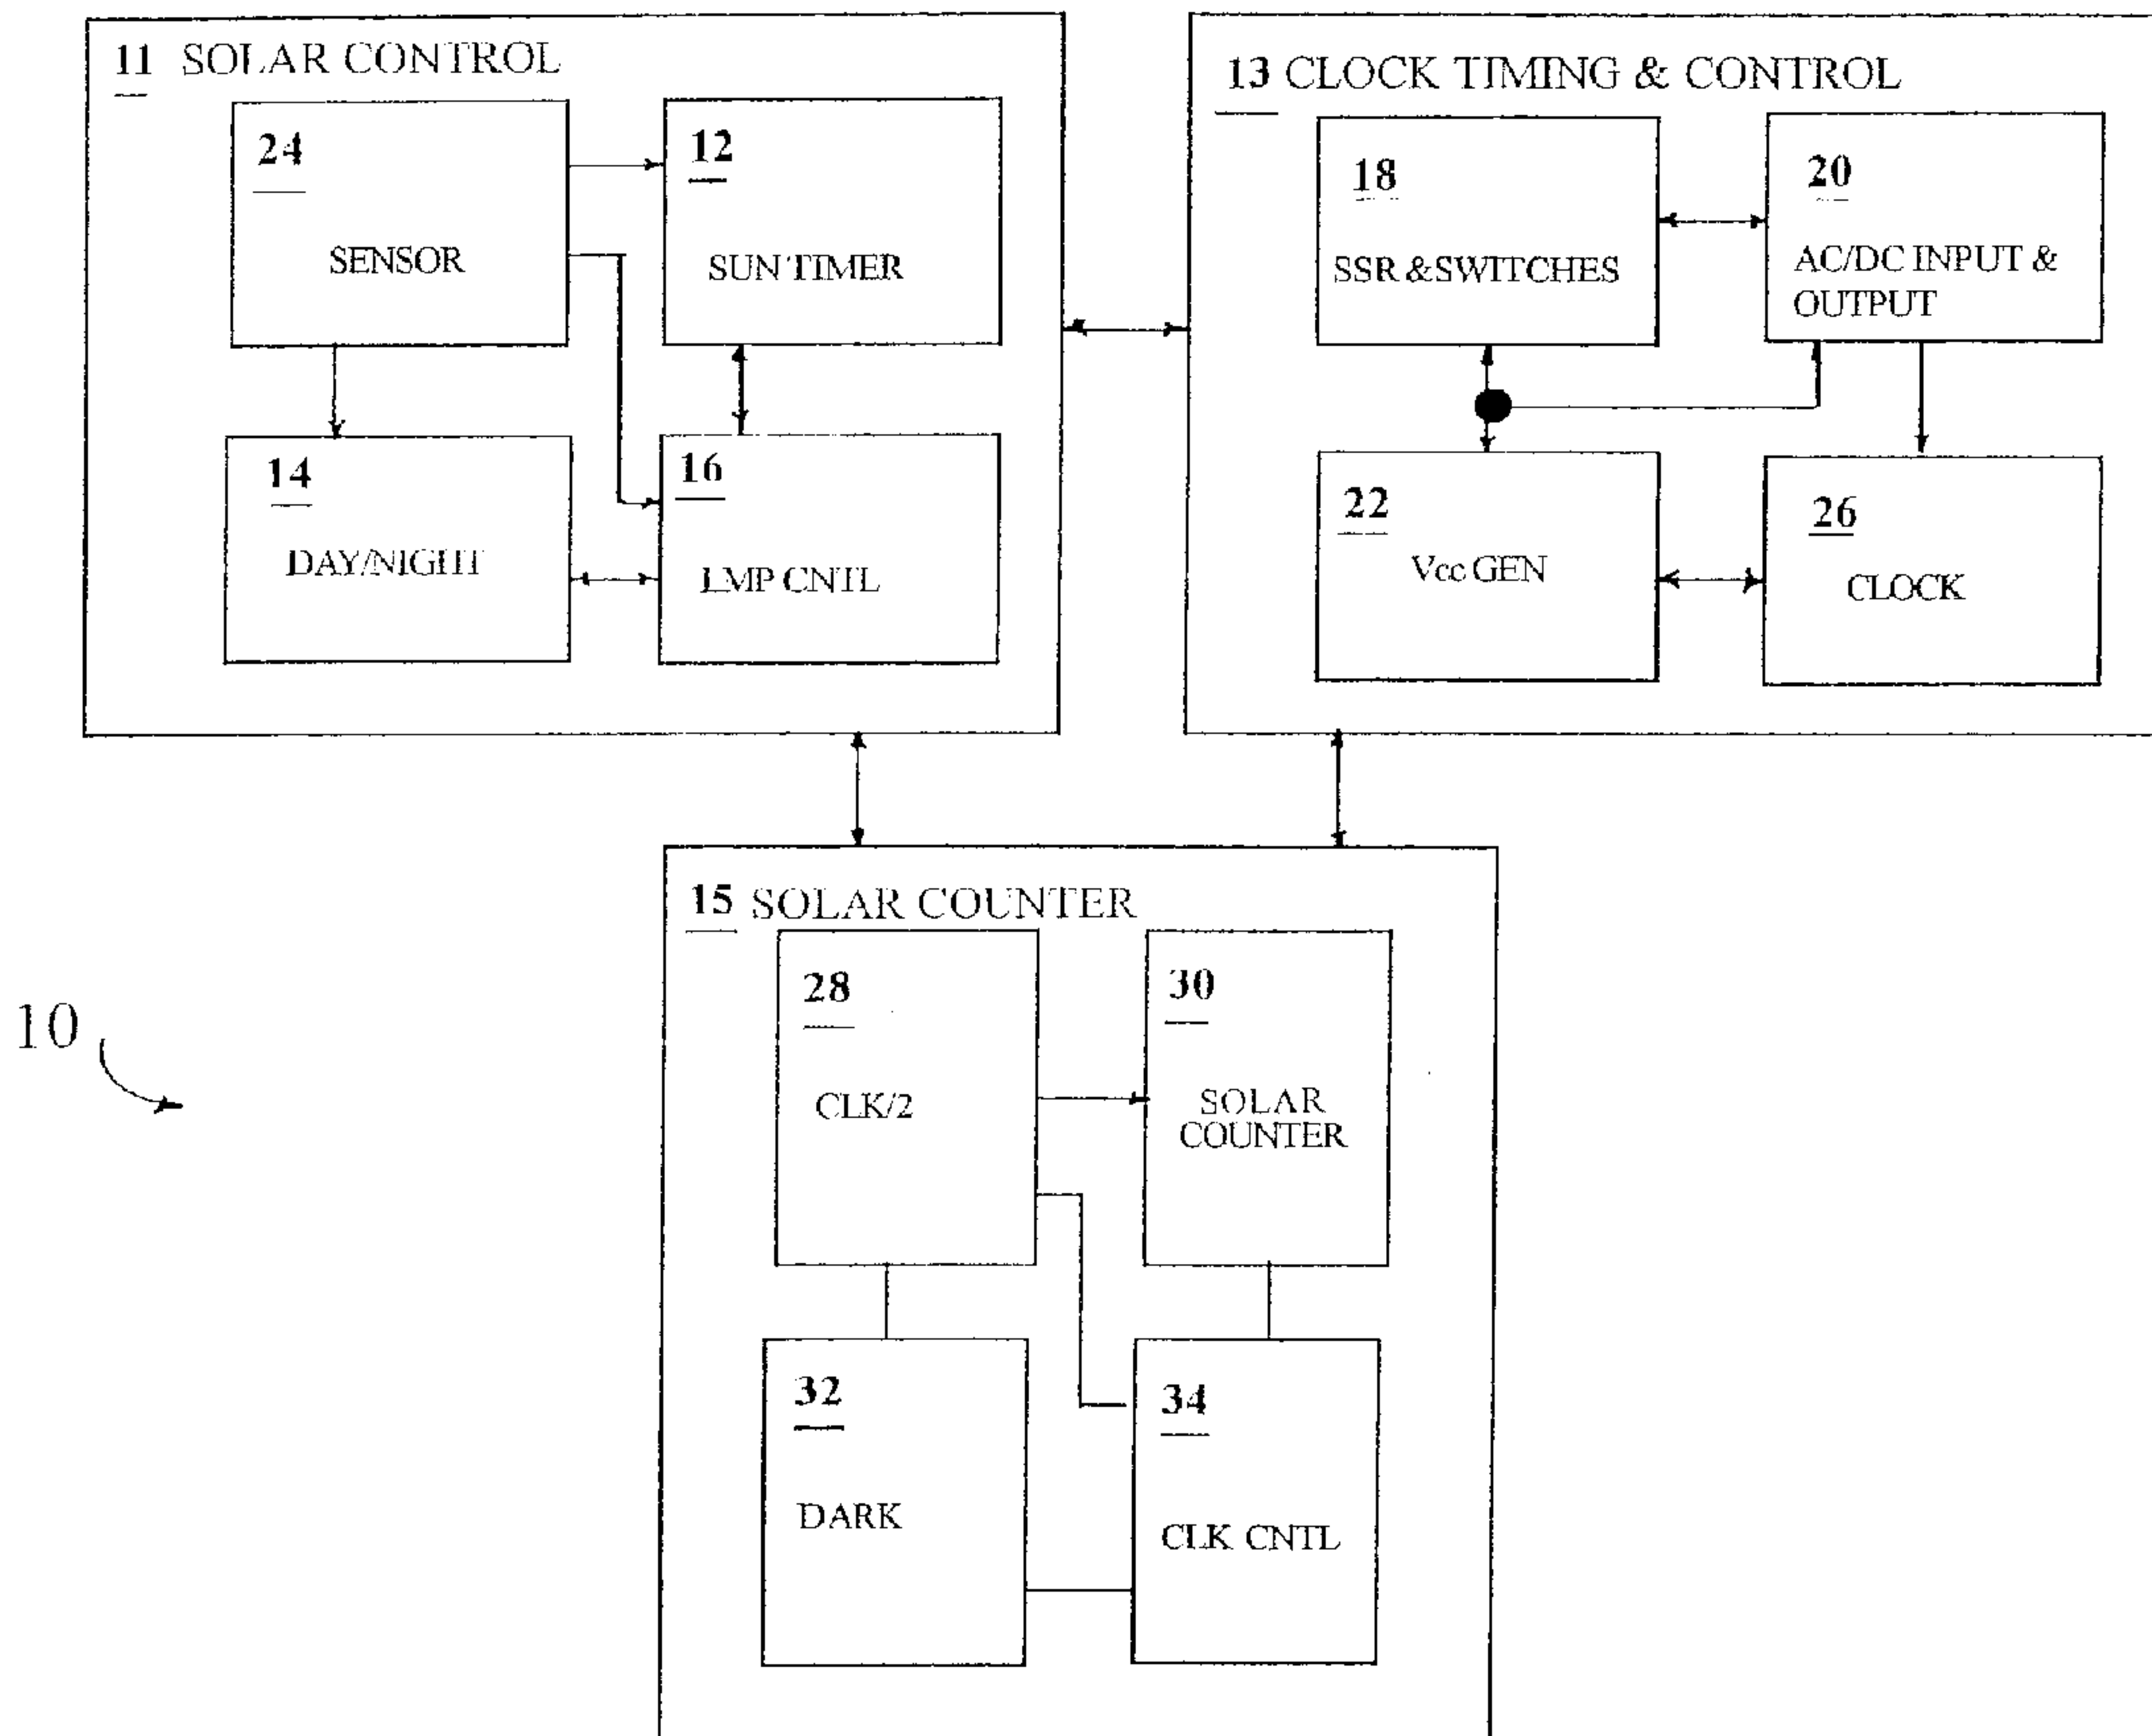 11 SOLAR CONTROL
24
SENSOR
12
SUN TIMER
14
DAY/NIGHT
16
LMP CNTL
13 CLOCK TIMING & CONTROL
18
SSR &SWITCHES
20
AC/DC INPUT &
OUTPUT
22
Vcc GEN
26
CLOCK
15 SOLAR COUNTER
28
CLK/2
30
SOLAR
COUNTER
32
DARK
34
CLK CNTL
10